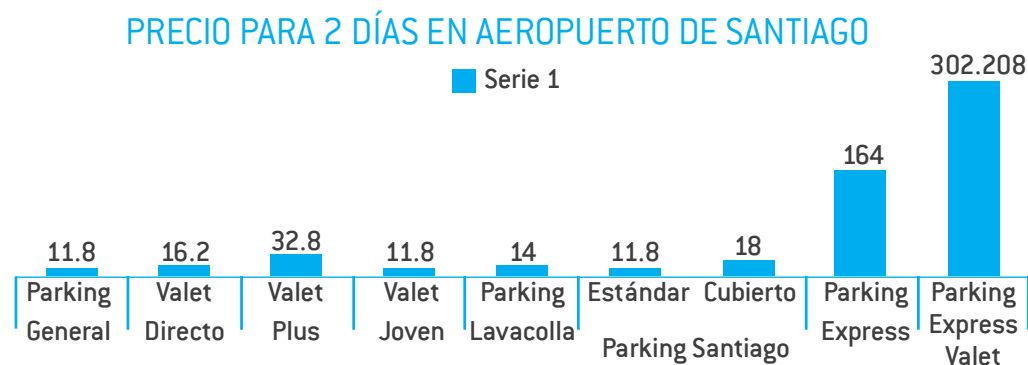 PRECIO PARA 2 DÍAS EN AEROPUERTO DE SANTIAGO
Serie 1
11.8
16.2
32.8
11.8
14
11.8
18
164
302.208
Parking
General
Valet
Directo
Valet
Plus
Valet
Joven
Parking
Lavacolla
Estándar
Cubierto
Parking Santiago
Parking
Express
Parking
Express
Valet